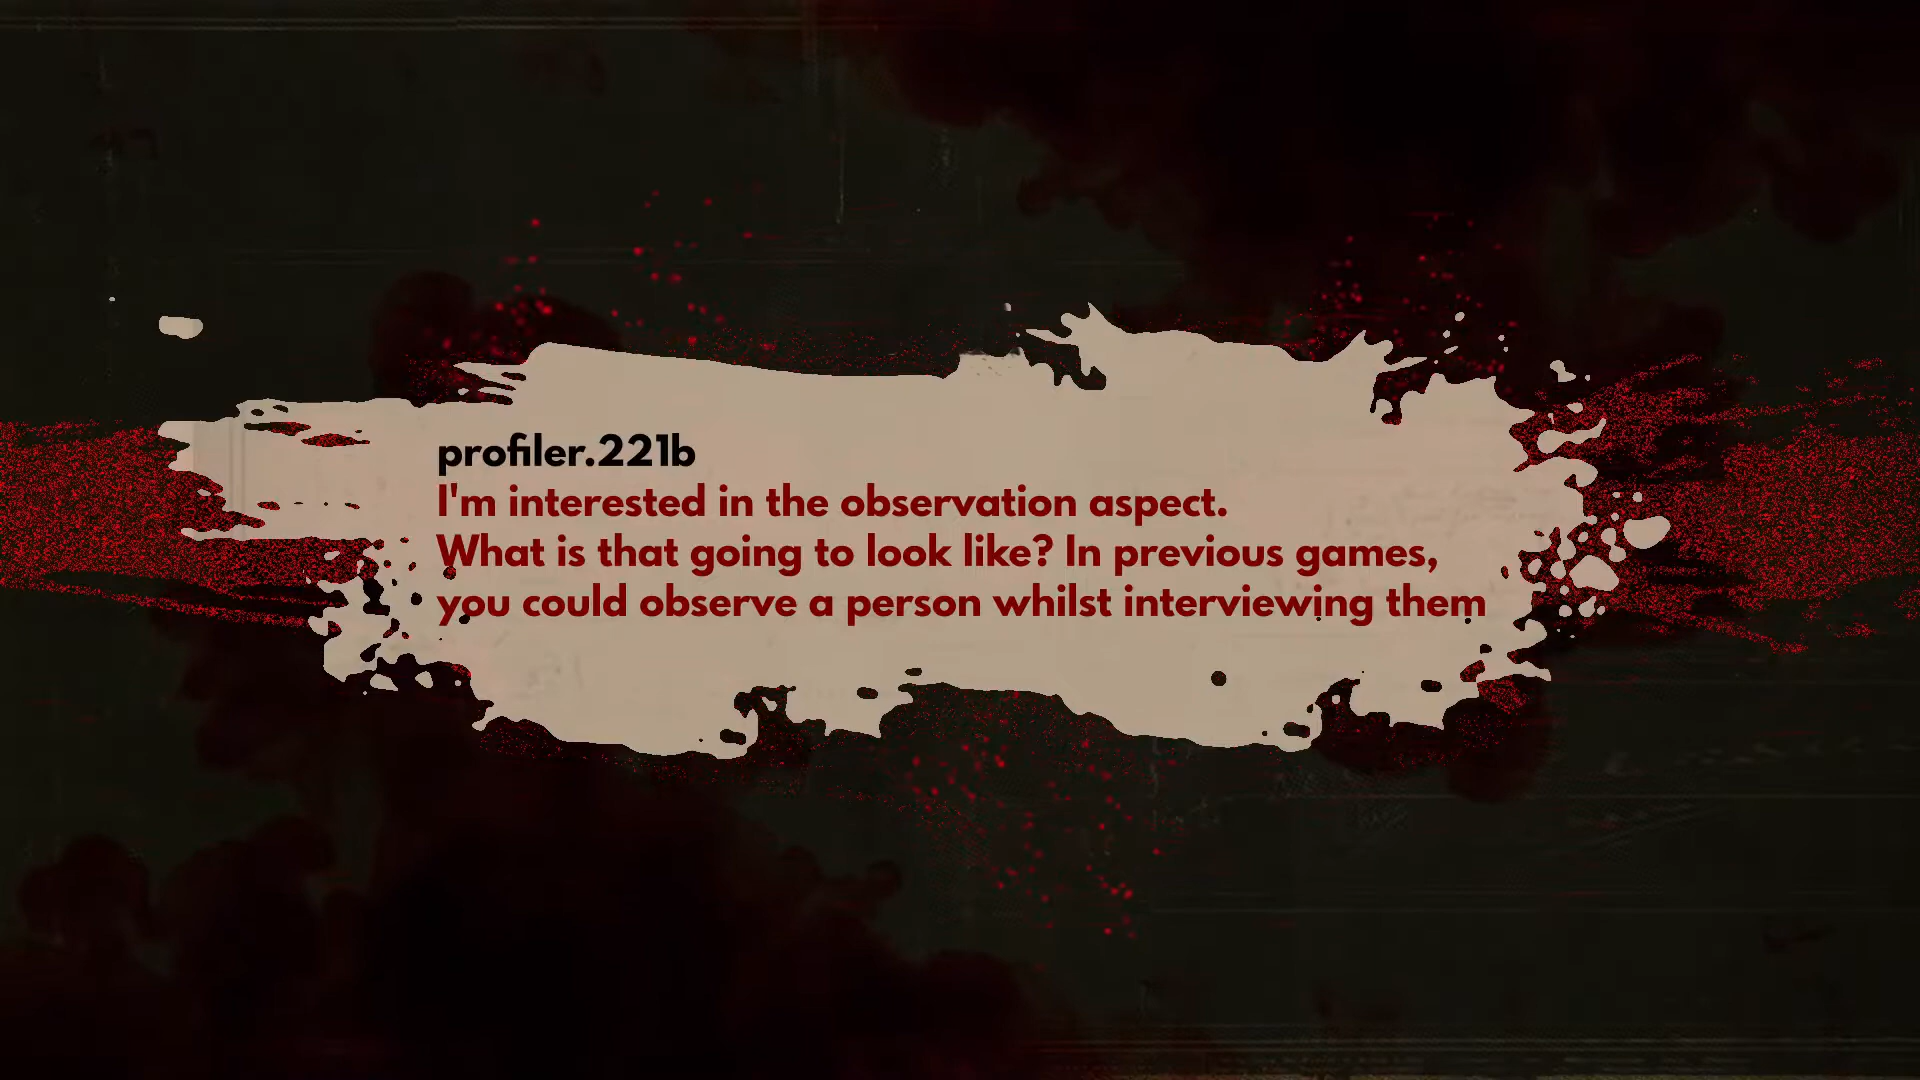 profiler.221b
I'm interested in the observation aspect.
What is that going to look like? In previous games,
you could observe a person whilst interviewing them